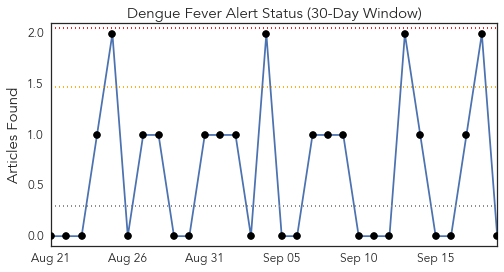 Dengue Fever Alert Status (30-Day Window)
Articles Found
2.0
1.5
1.0
0.5
0.0
Aug 21 Aug 26 Aug 31 Sep 05 Sep 10 Sep 15